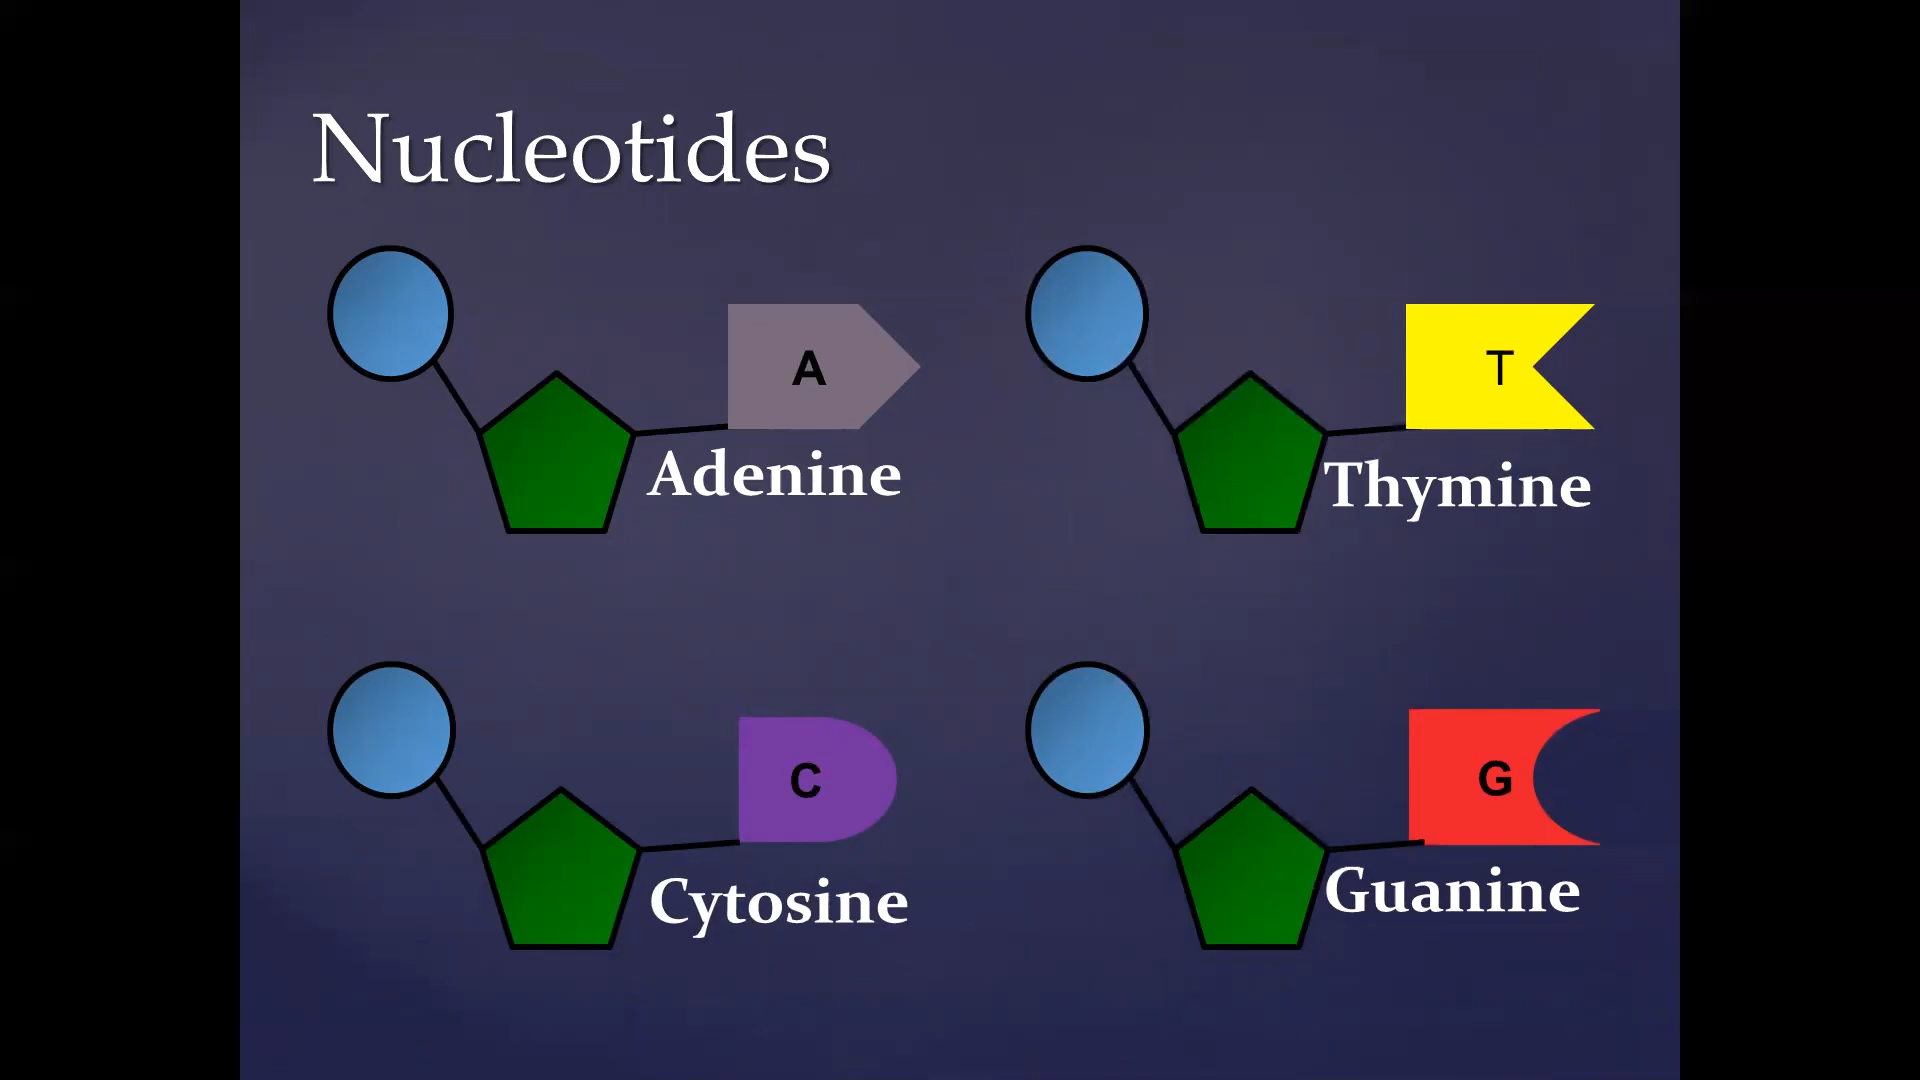 Nucleotides
A
Adenine
T
Thymine
C
Cytosine
G
Guanine